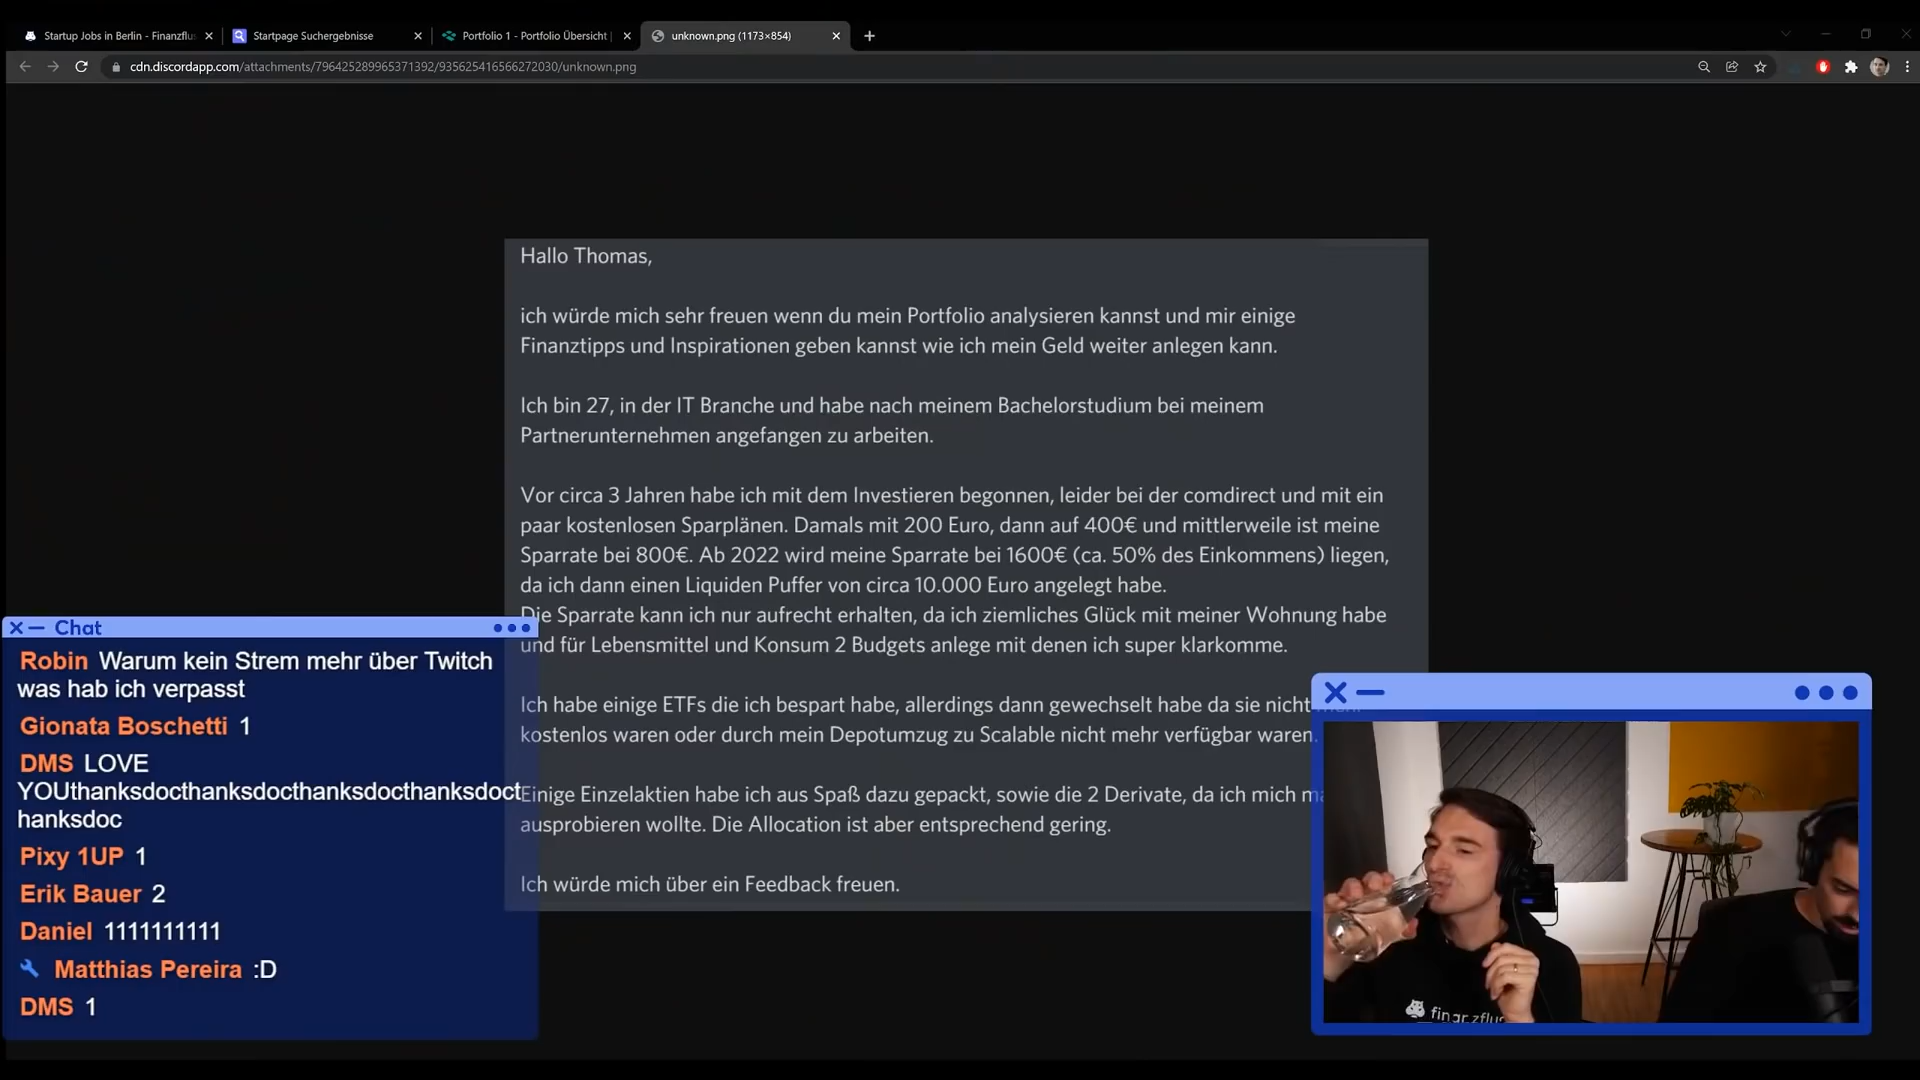 Startup Jobs in Berlin - Finanzflu
Startpage Suchergebnisse
Portfolio 1 - Portfolio Übersicht |
unknown.png (1173×854)
cdn.discordapp.com/attachments/796425289965371392/935625416566272030/unknown.png
Hallo Thomas,
ich würde mich sehr freuen wenn du mein Portfolio analysieren kannst und mir einige
Finanztipps und Inspirationen geben kannst wie ich mein Geld weiter anlegen kann.
Ich bin 27, in der IT Branche und habe nach meinem Bachelorstudium bei meinem
Partnerunternehmen angefangen zu arbeiten.
Vor circa 3 Jahren habe ich mit dem Investieren begonnen, leider bei der comdirect und mit ein
paar kostenlosen Sparplänen. Damals mit 200 Euro, dann auf 400€ und mittlerweile ist meine
Sparrate bei 800€. Ab 2022 wird meine Sparrate bei 1600€ (ca. 50% des Einkommens) liegen,
da ich dann einen Liquiden Puffer von circa 10.000 Euro angelegt habe.
Die Sparrate kann ich nur aufrecht erhalten, da ich ziemliches Glück mit meiner Wohnung habe
und für Lebensmittel und Konsum 2 Budgets anlege mit denen ich super klarkomme.
Ich habe einige ETFs die ich bespart habe, allerdings dann gewechselt habe da sie nicht
kostenlos waren oder durch mein Depotumzug zu Scalable nicht mehr verfügbar waren.
Einige Einzelaktien habe ich aus Spaß dazu gepackt, sowie die 2 Derivate, da ich mich
ausprobieren wollte. Die Allocation ist aber entsprechend gering.
Ich würde mich über ein Feedback freuen.
Chat
Robin Warum kein Strem mehr über Twitch
was hab ich verpasst
Gionata Boschetti 1
DMS LOVE
YOUthanksdocthanksdocthanksdocthanksdoct
hanksdoc
Pixy 1UP 1
Erik Bauer 2
Daniel 1111111111
Matthias Pereira :D
DMS 1
finanzflus